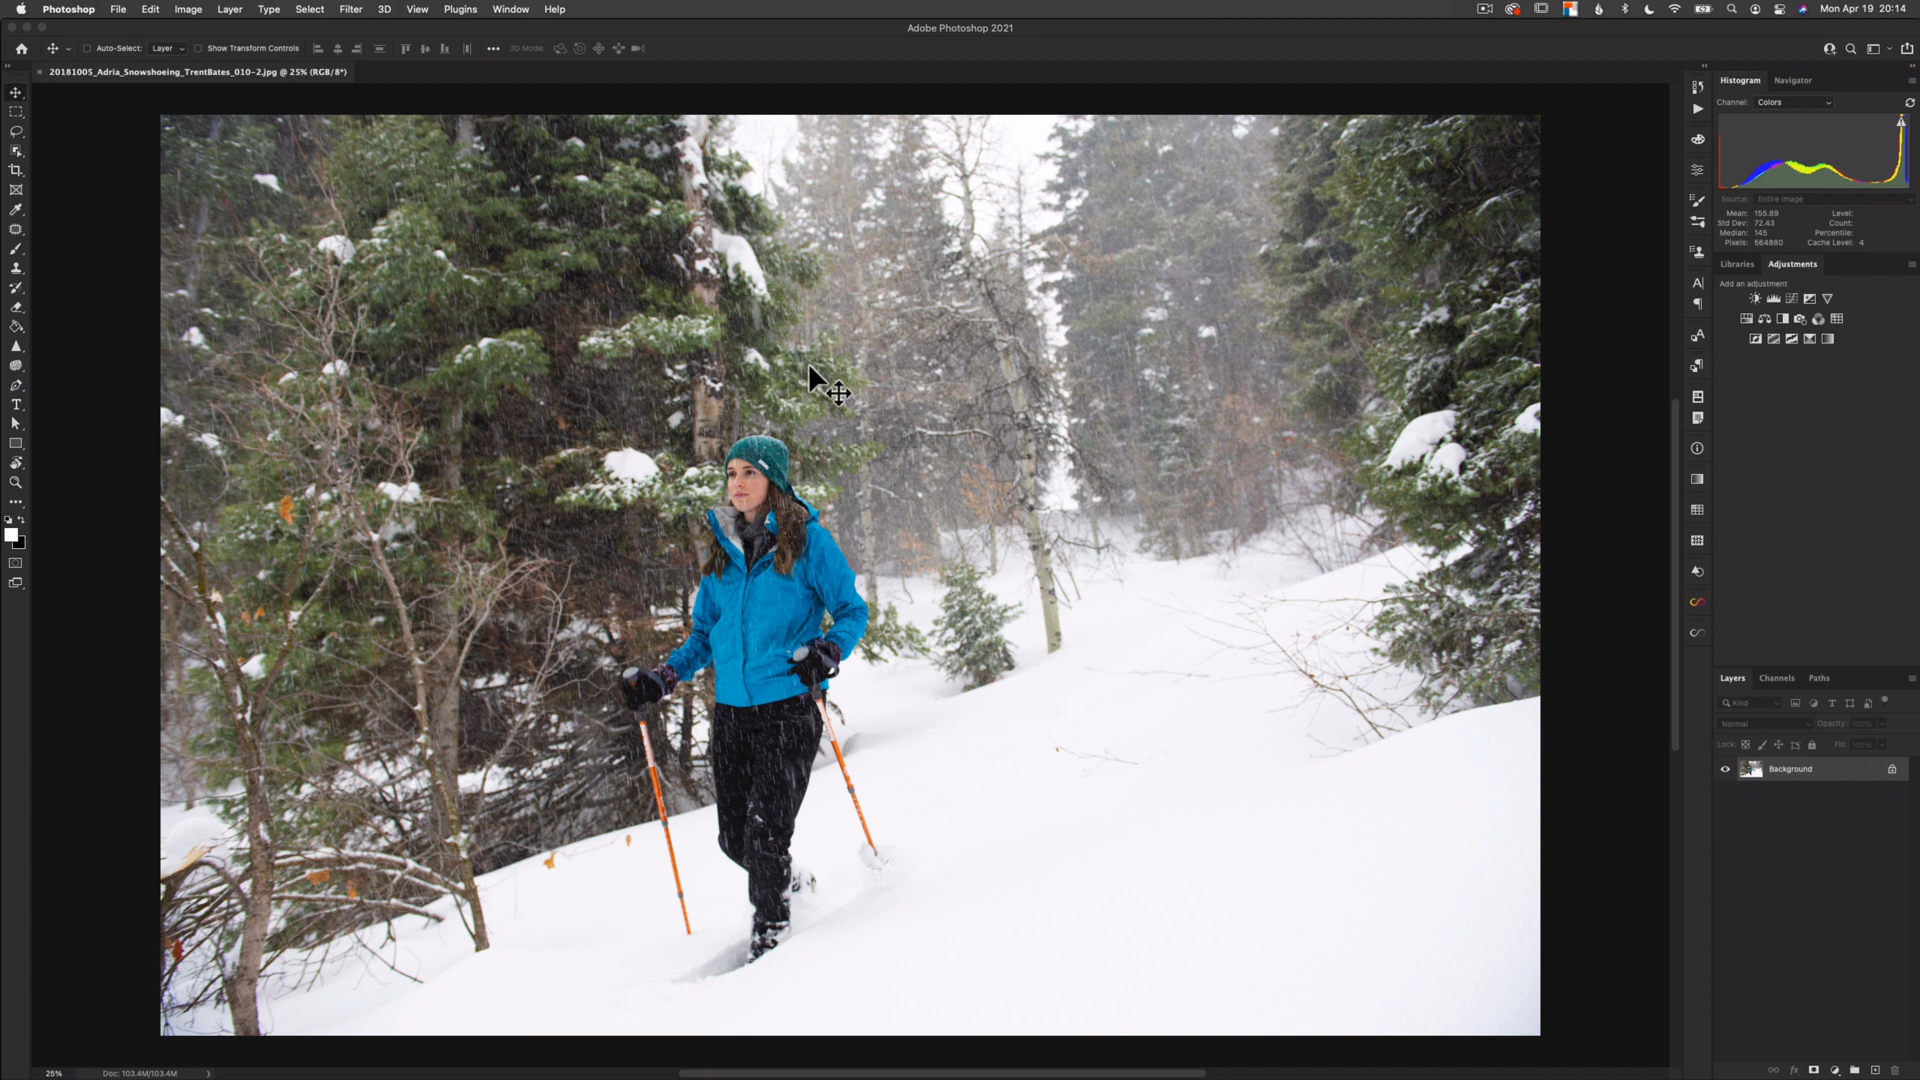 Photoshop File Edit Image Layer Type Select Filter 3D View Plugins Window Help Mon Apr 19 20:14
Adobe Photoshop 2021
Auto-Select: Layer Show Transform Controls 3D Mode:
20181005_Adria_Snowshoeing_TrentBates_010-2.jpg @ 25% (RGB/8*)
Histogram Navigator
Channel: Colors
Source: Entire Image
Mean: 155.89 Level:
Std Dev: 72.43 Count:
Median: 145 Percentile:
Pixels: 564880 Cache Level: 4
Libraries Adjustments
Add an adjustment
Layers Channels Paths
Kind
Normal Opacity: 100%
Lock: Fill: 100%
Background
25% Doc: 103.4M/103.4M